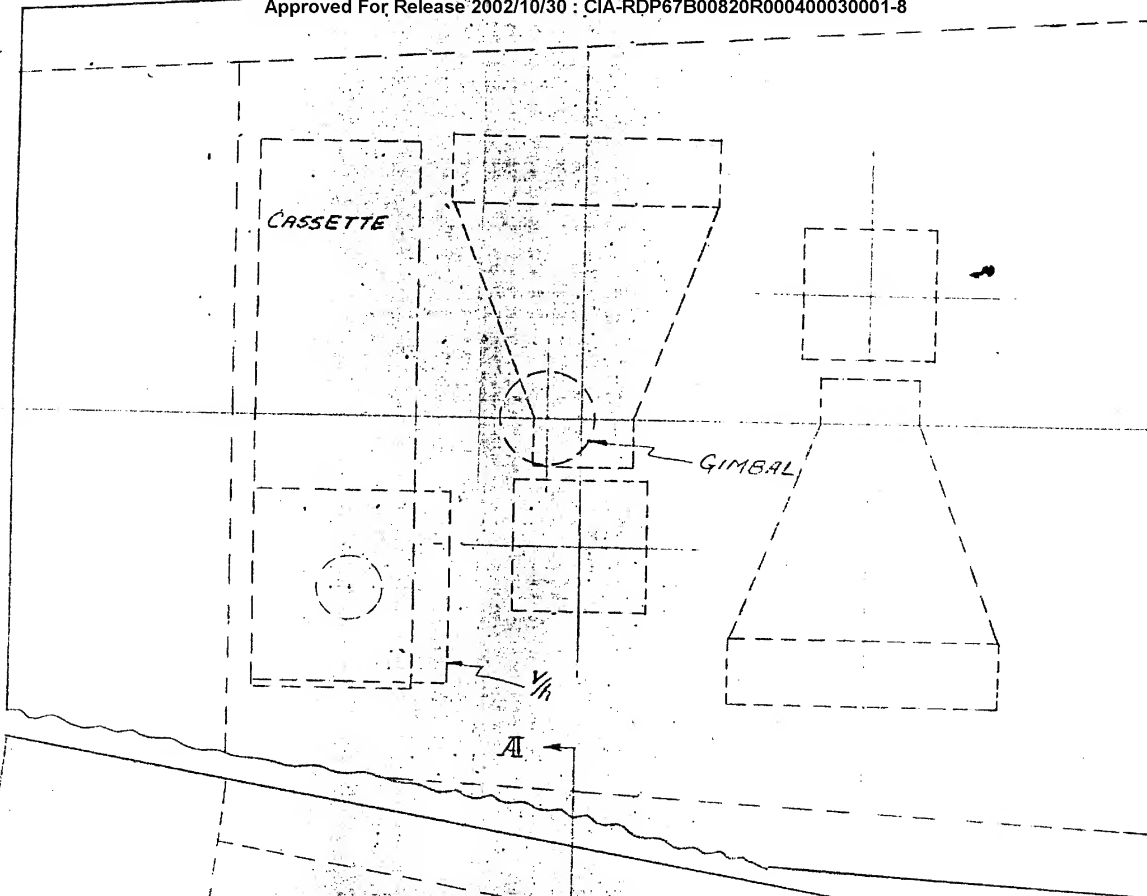 Approved For Release 2002/10/30 : CIA-RDP67B00820R000400030001-8
CASSETTE
GIMBAL
V/h